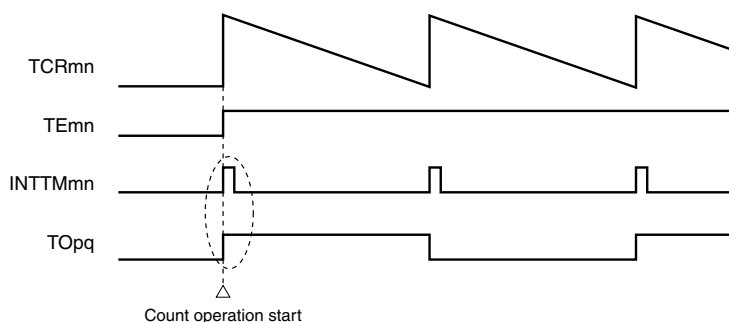 TCRmn
TEmn
INTTMmn
TOpq
Count operation start